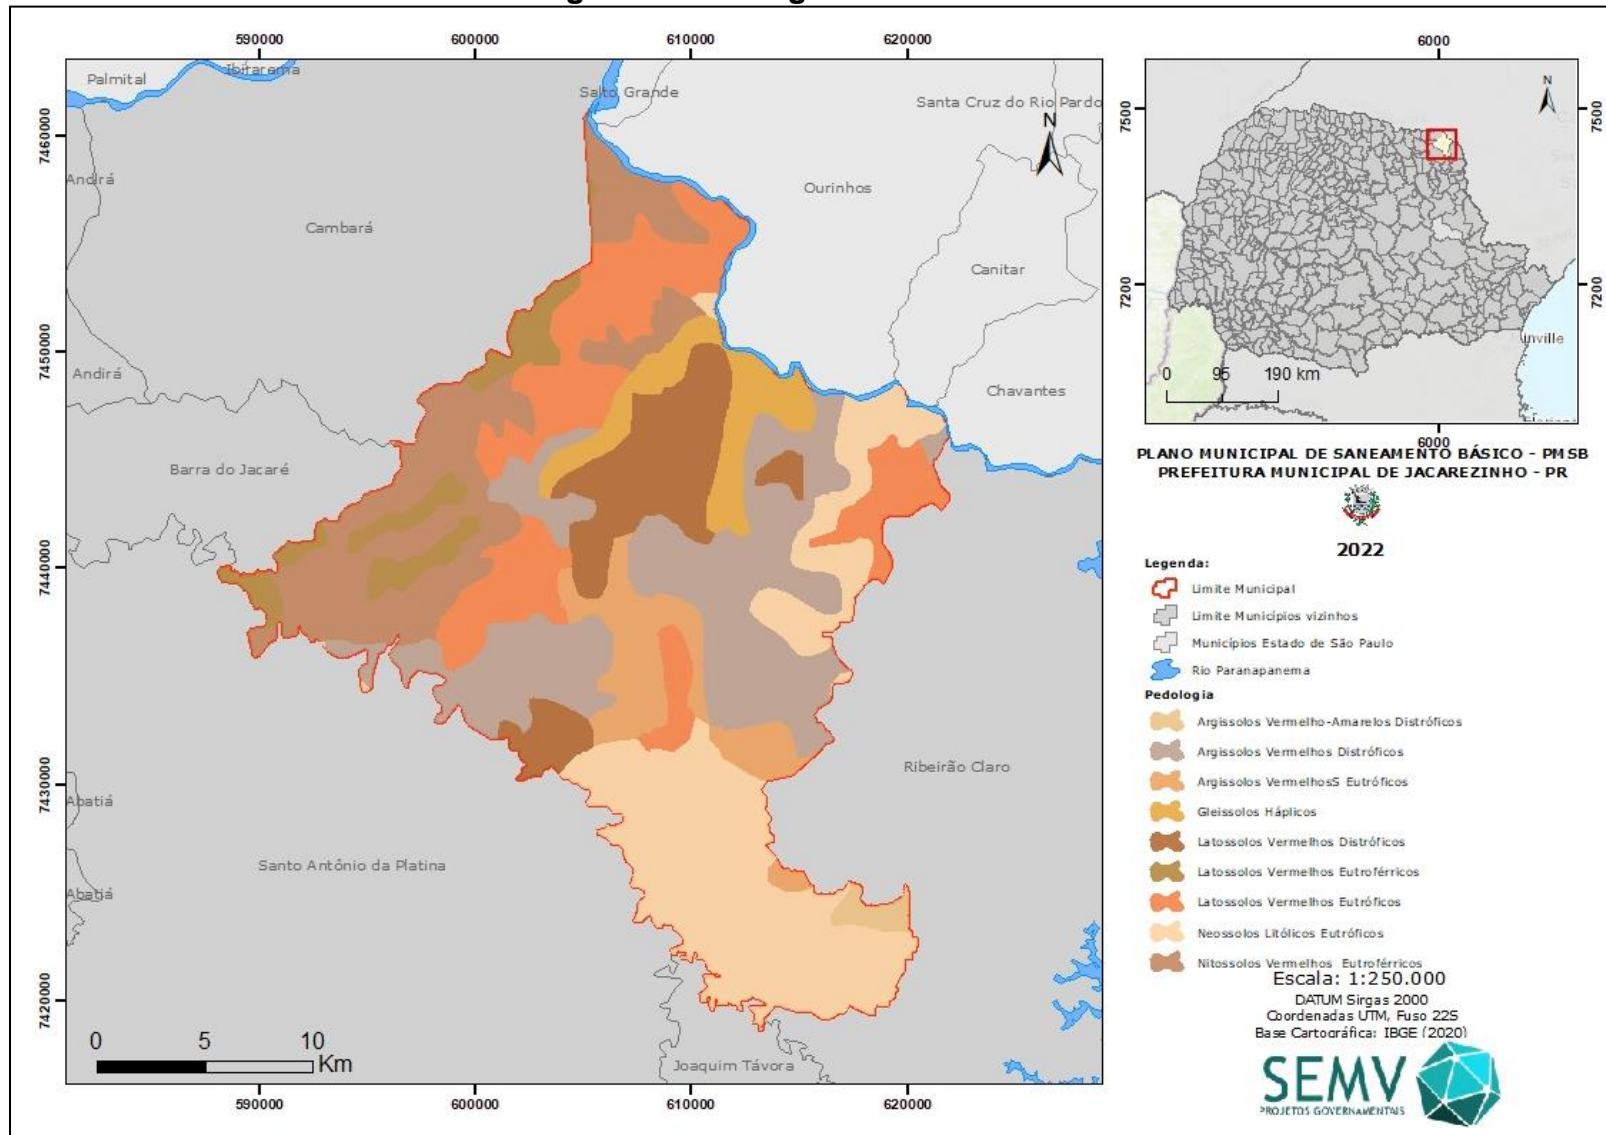 590000
600000
610000
620000
7460000
7450000
7440000
7430000
7420000
Palmital
Ibirarema
Salto Grande
Santa Cruz do Rio Pardo
N
Andirá
Ourinhos
Cambará
Canitar
Andirá
Chavantes
Barra do Jacaré
Ribeirão Claro
Abatiá
Santo Antônio da Platina
Abatiá
Joaquim Távora
0 5 10
Km
590000
600000
610000
620000
6000
7500
7500
N
7200
7200
inville
0 95 190 km
6000
PLANO MUNICIPAL DE SANEAMENTO BÁSICO - PMSB
PREFEITURA MUNICIPAL DE JACAREZINHO - PR
2022
Legenda:
Limite Municipal
Limite Municípios vizinhos
Municípios Estado de São Paulo
Rio Paranapanema
Pedologia
Argissolos Vermelho-Amarelos Distróficos
Argissolos Vermelhos Distróficos
Argissolos VermelhosS Eutróficos
Gleissolos Háplicos
Latossolos Vermelhos Distróficos
Latossolos Vermelhos Eutroférricos
Latossolos Vermelhos Eutróficos
Neossolos Litólicos Eutróficos
Nitossolos Vermelhos Eutroférricos
Escala: 1:250.000
DATUM Sirgas 2000
Coordenadas UTM, Fuso 22S
Base Cartográfica: IBGE (2020)
SEMV
PROJETOS GOVERNAMENTAIS